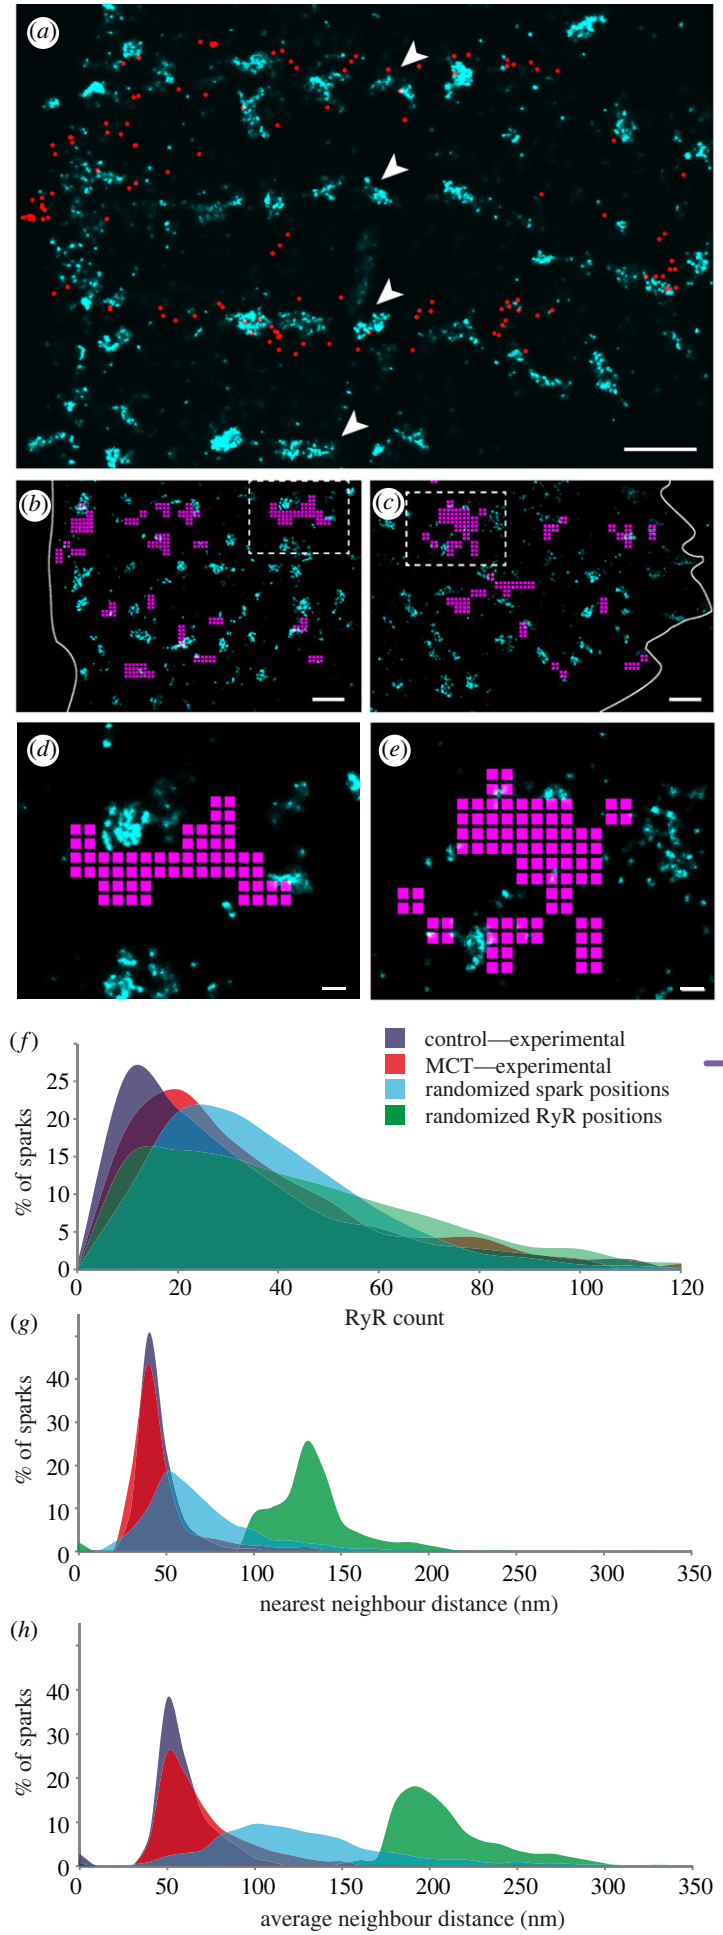 (a)
(b)
(c)
(d)
(e)
(f)
control—experimental
MCT—experimental
randomized spark positions
randomized RyR positions
% of sparks
25
20
15
10
5
0
0 20 40 60 80 100 120
RyR count
(g)
% of sparks
40
30
20
10
0
0 50 100 150 200 250 300 350
nearest neighbour distance (nm)
(h)
% of sparks
40
30
20
10
0
0 50 100 150 200 250 300 350
average neighbour distance (nm)